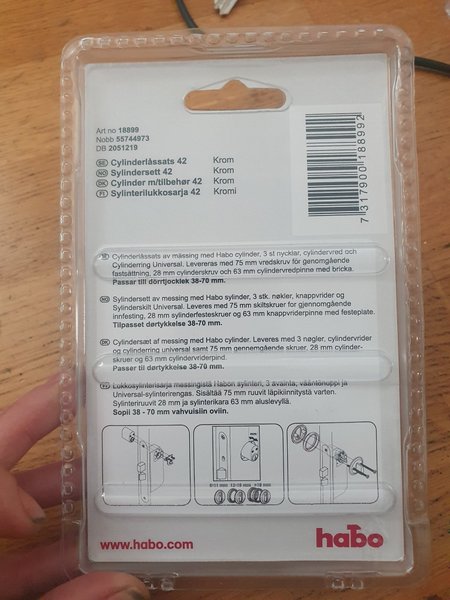 Art no 18899
Nobb 55744973
DB 2051219
SE Cylinderlåssats 42 Krom
NO Sylindersett 42 Krom
DK Cylinder m/tilbehør 42 Krom
FI Sylinterilukkosarja 42 Kromi
7 317900 188992
SE Cylinderlåssats av mässing med Habo cylinder, 3 st nycklar, cylindervred och
Cylinderring Universal. Levereras med 75 mm vredskruv för genomgående
fastsättning, 28 mm cylinderskruv och 63 mm cylindervredpinne med bricka.
Passar till dörrtjocklek 38-70 mm.
NO Sylindersett av messing med Habo sylinder, 3 stk. nøkler, knappvrider og
Sylinderskilt Universal. Leveres med 75 mm skiltskruer for gjennomgående
innfesting, 28 mm sylinderfesteskruer og 63 mm knappvriderpinne med festeplate.
Tilpasset dørtykkelse 38-70 mm.
DK Cylindersæt af messing med Habo cylinder. Leveres med 3 nøgler, cylindervrider
og cylinderring universal samt 75 mm gennemgående skruer, 28 mm cylinder-
skruer og 63 mm cylindervriderpind.
Passer til dørtykkelse 38-70 mm.
FI Lukkosylinterisarja messingistä Habon sylinteri, 3 avainta, vääntönuppi ja
Universal-sylinterirengas. Sisältää 75 mm ruuvit läpikiinnitystä varten.
Sylinteriruuvit 28 mm ja sylinterikara 63 mm aluslevyllä.
Sopii 38 - 70 mm vahvuisiin oviin.
www.habo.com
habo